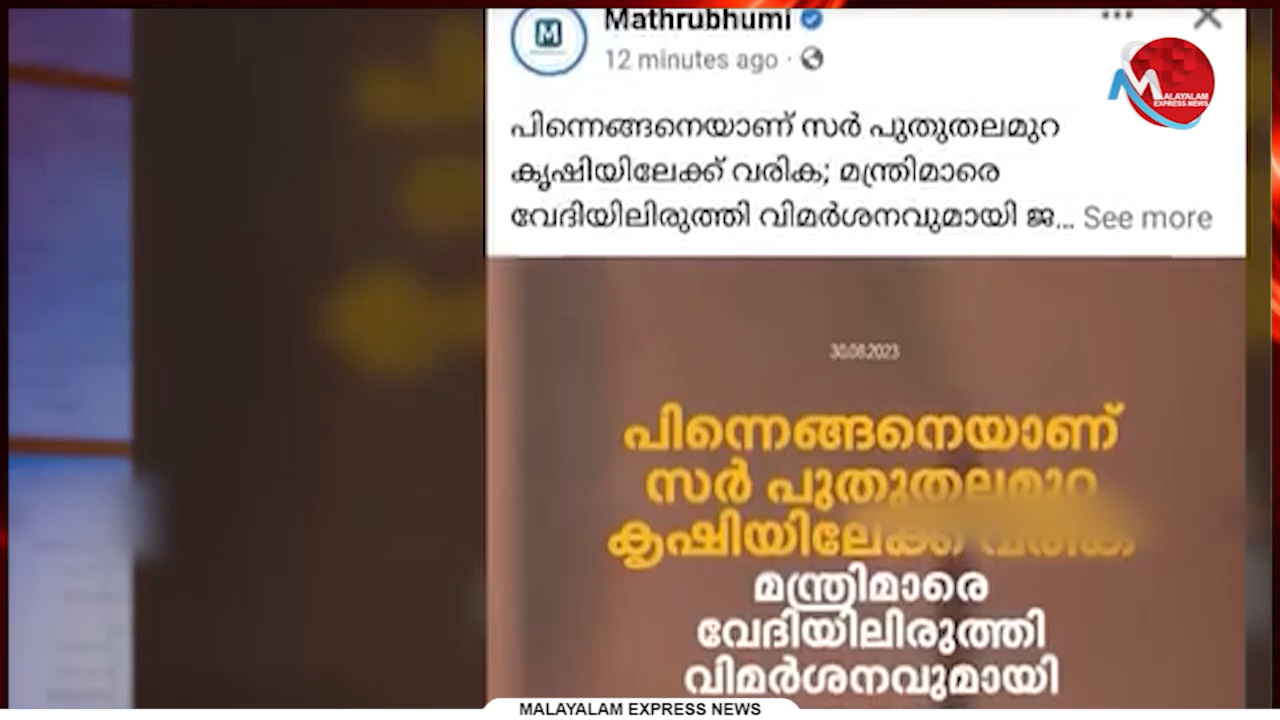 Mathrubhumi
12 minutes ago ·
MALAYALAM
EXPRESS NEWS
പിന്നെങ്ങനെയാണ് സർ പുതുതലമുറ
കൃഷിയിലേക്ക് വരിക; മന്ത്രിമാരെ
വേദിയിലിരുത്തി വിമർശനവുമായി ജ... See more
30.08.2023
പിന്നെങ്ങനെയാണ്
സർ പുതുതലമുറ
കൃഷിയിലേക്ക് വരിക
മന്ത്രിമാരെ
വേദിയിലിരുത്തി
വിമർശനവുമായി
MALAYALAM EXPRESS NEWS